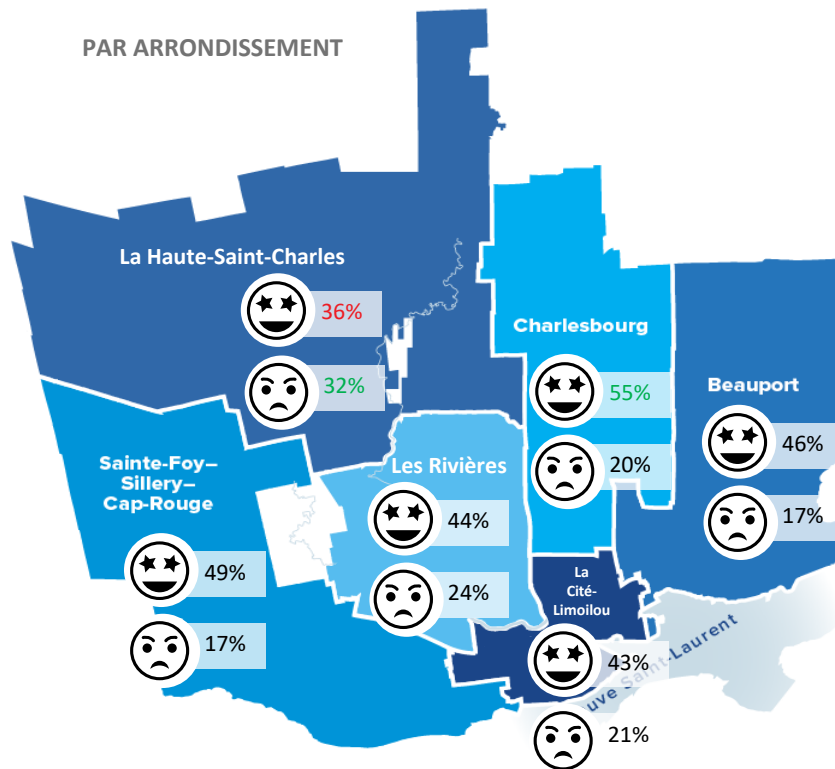 PAR ARRONDISSEMENT
La Haute-Saint-Charles
36%
32%
Charlesbourg
55%
20%
Beauport
46%
17%
Sainte-Foy–
Sillery–
Cap-Rouge
49%
17%
Les Rivières
44%
24%
La
Cité-
Limoilou
43%
21%
uve Saint-Laurent